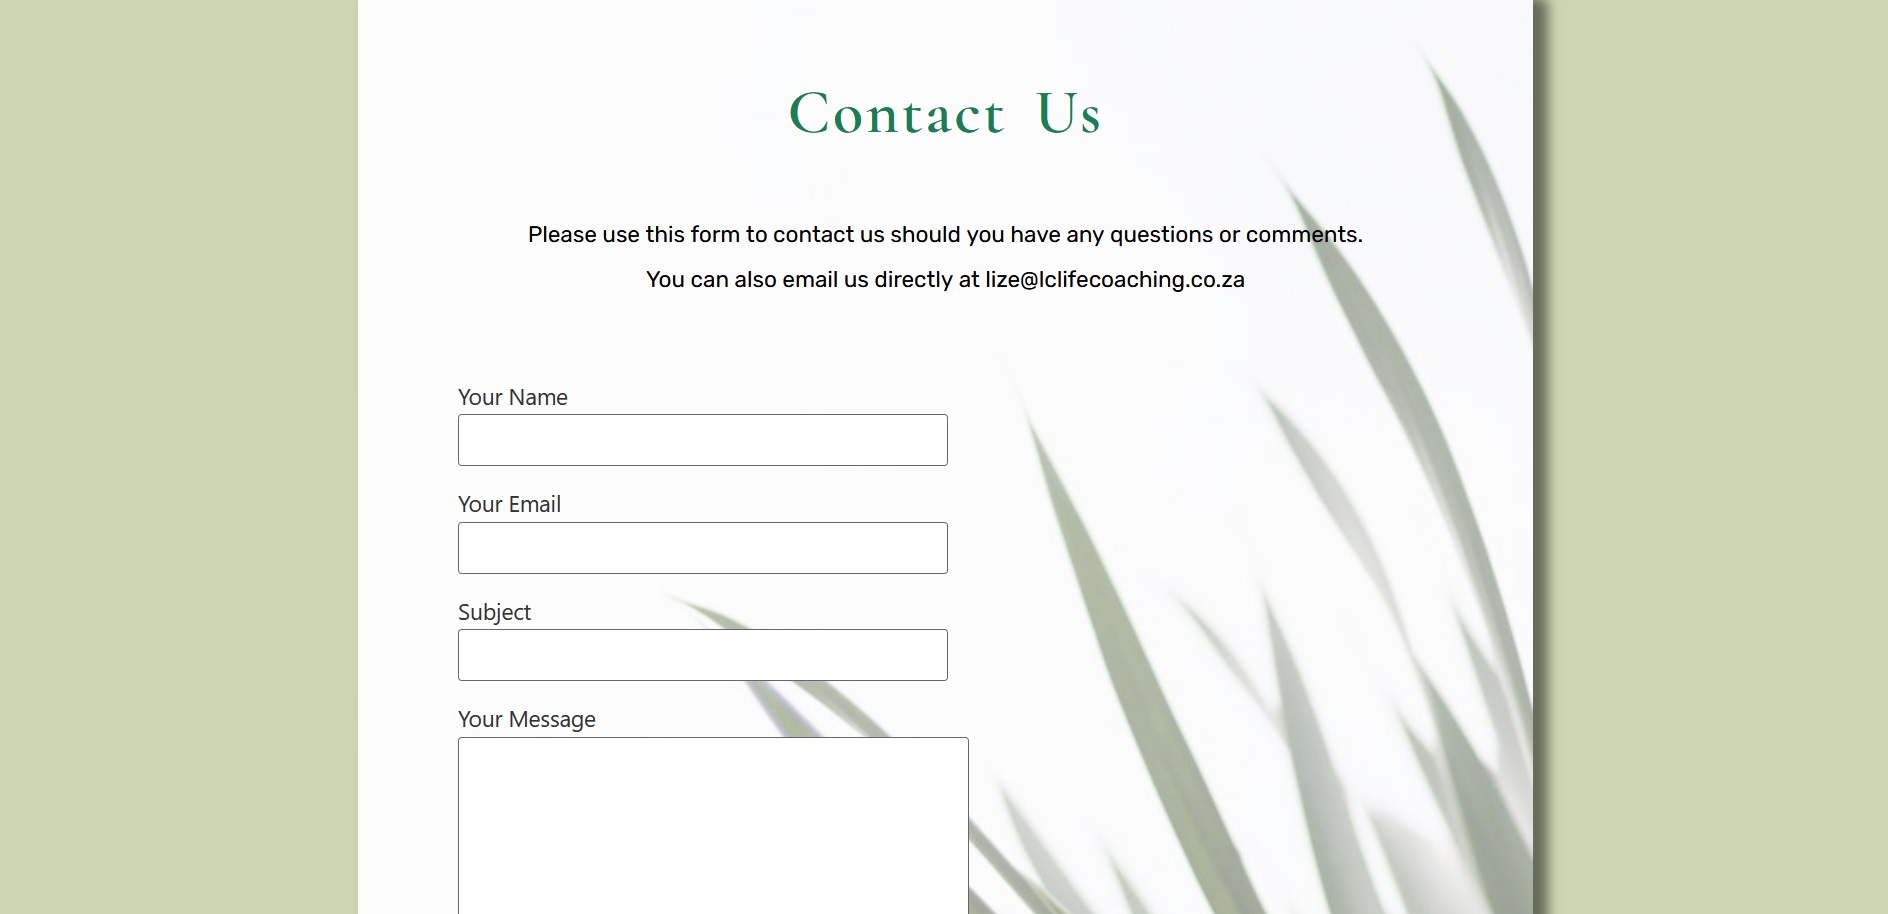 Contact Us
Please use this form to contact us should you have any questions or comments.
You can also email us directly at lize@lclifecoaching.co.za
Your Name
Your Email
Subject
Your Message